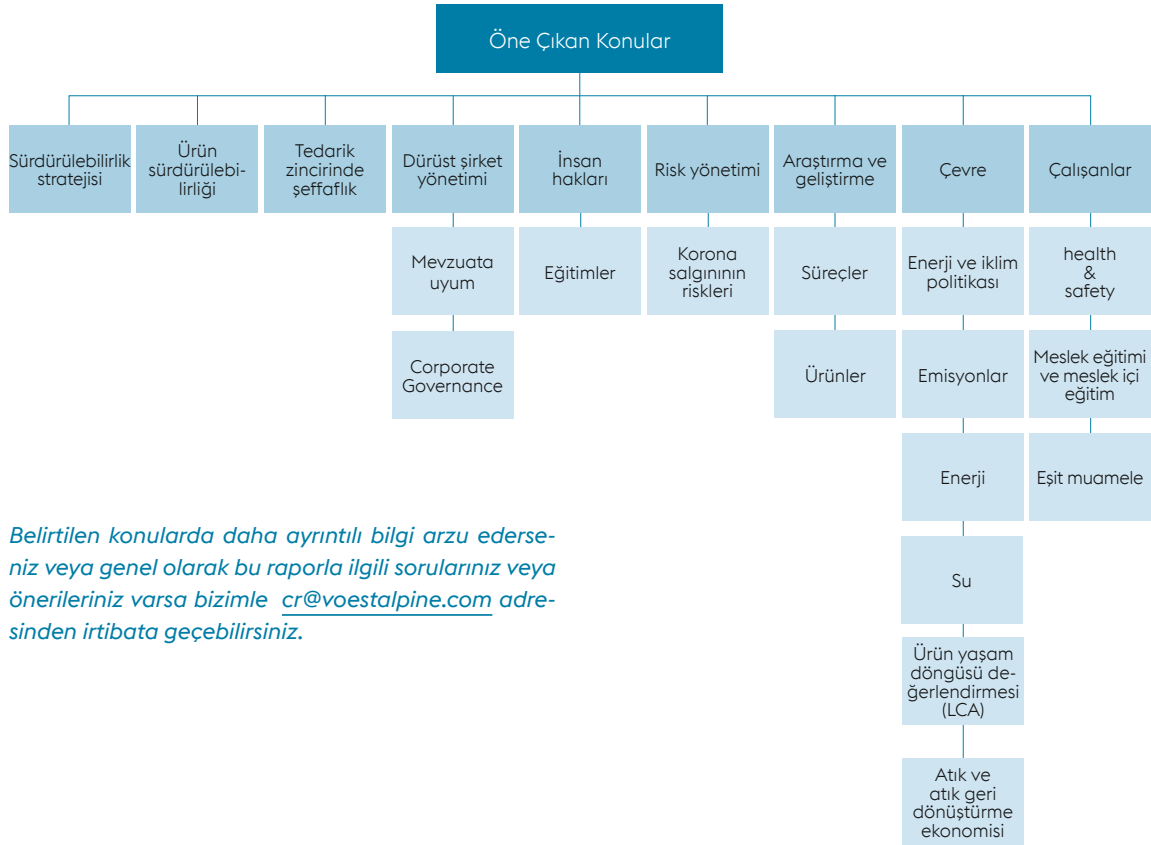 Öne Çıkan Konular
Sürdürülebilirlik
stratejisi
Ürün
sürdürülebi-
lirliği
Tedarik
zincirinde
şeffaflık
Dürüst şirket
yönetimi
İnsan
hakları
Risk yönetimi
Araştırma ve
geliştirme
Çevre
Çalışanlar
Mevzuata
uyum
Eğitimler
Korona
salgınının
riskleri
Süreçler
Enerji ve iklim
politikası
health
&
safety
Corporate
Governance
Ürünler
Emisyonlar
Meslek eğitimi
ve meslek içi
eğitim
Enerji
Eşit muamele
Su
Ürün yaşam
döngüsü de-
ğerlendirmesi
(LCA)
Atık ve
atık geri
dönüştürme
ekonomisi
Belirtilen konularda daha ayrıntılı bilgi arzu ederse-
niz veya genel olarak bu raporla ilgili sorularınız veya
önerileriniz varsa bizimle cr@voestalpine.com adre-
sinden irtibata geçebilirsiniz.